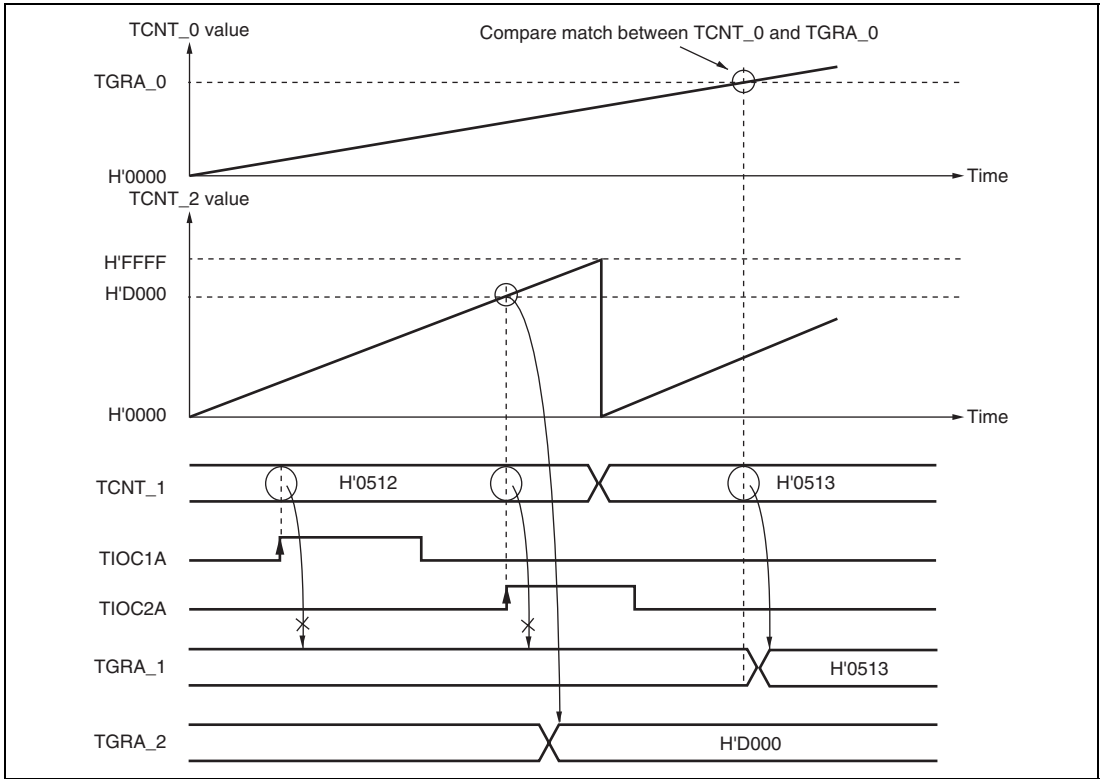 TCNT_0 value
Compare match between TCNT_0 and TGRA_0
TGRA_0
H'0000
Time
TCNT_2 value
H'FFFF
H'D000
H'0000
Time
TCNT_1
H'0512
H'0513
TIOC1A
TIOC2A
TGRA_1
H'0513
TGRA_2
H'D000